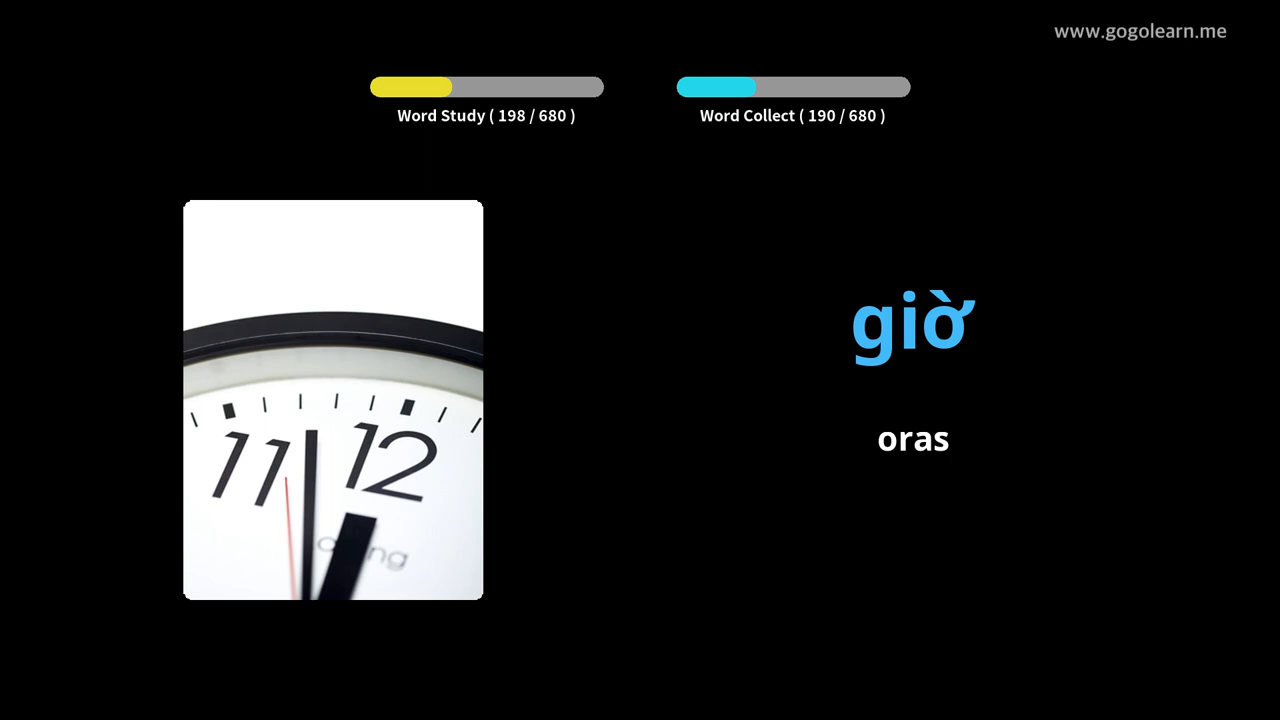 www.gogolearn.me
Word Study ( 198 / 680 )
Word Collect ( 190 / 680 )
11
12
giờ
oras